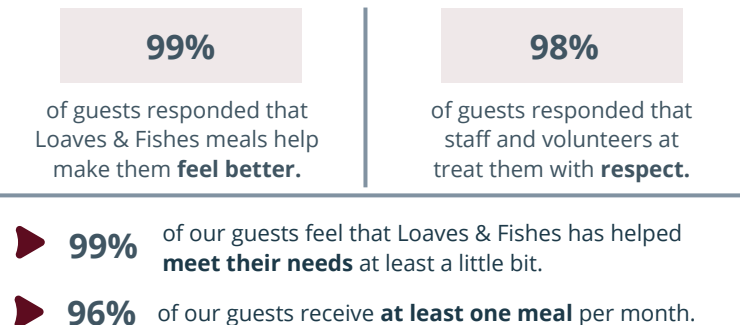 99%
of guests responded that
Loaves & Fishes meals help
make them feel better.
98%
of guests responded that
staff and volunteers at
treat them with respect.
99%
of our guests feel that Loaves & Fishes has helped
meet their needs at least a little bit.
96%
of our guests receive at least one meal per month.